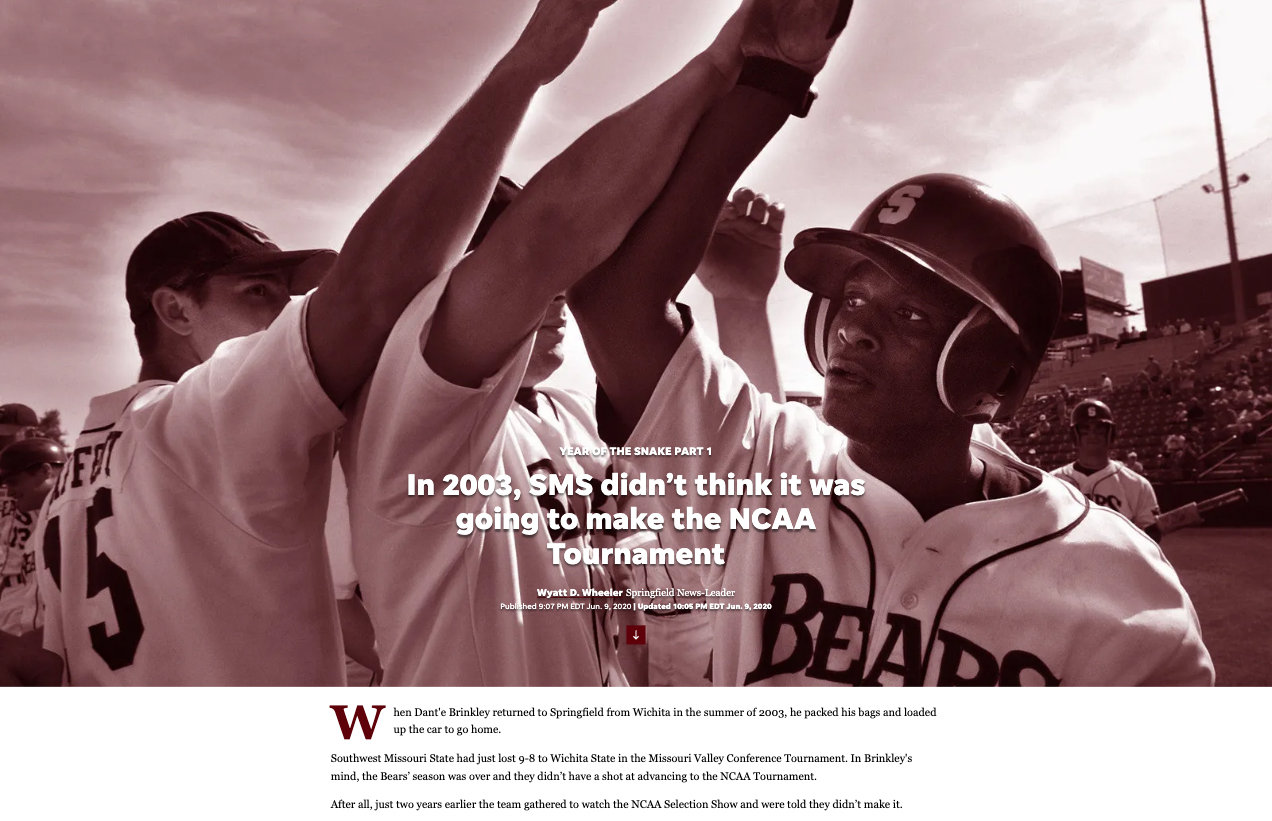 S
S
15
BEARS
YEAR OF THE SNAKE PART 1
In 2003, SMS didn’t think it was
going to make the NCAA
Tournament
Wyatt D. Wheeler Springfield News-Leader
Published 9:07 PM EDT Jun. 9, 2020 | Updated 10:05 PM EDT Jun. 9, 2020
When Dant'e Brinkley returned to Springfield from Wichita in the summer of 2003, he packed his bags and loaded
up the car to go home.
Southwest Missouri State had just lost 9-8 to Wichita State in the Missouri Valley Conference Tournament. In Brinkley's
mind, the Bears’ season was over and they didn’t have a shot at advancing to the NCAA Tournament.
After all, just two years earlier the team gathered to watch the NCAA Selection Show and were told they didn’t make it.